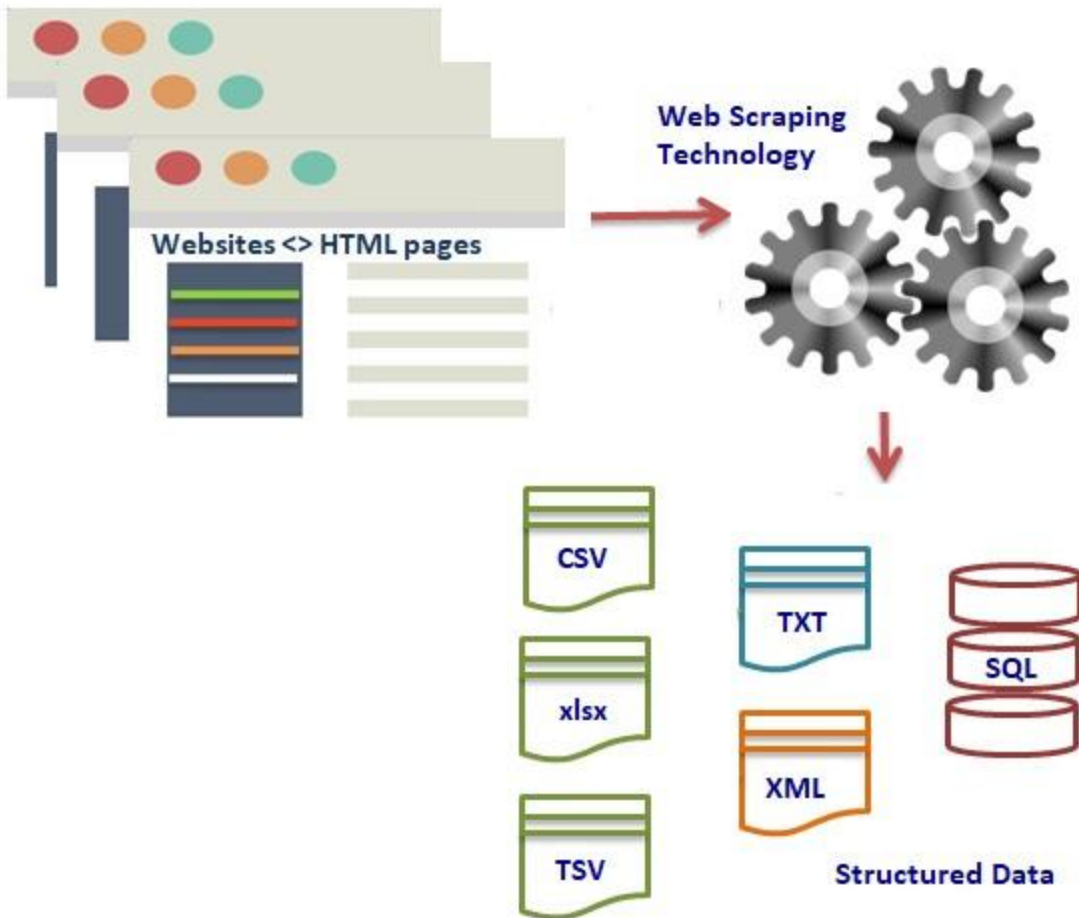 Web Scraping
Technology
Websites <> HTML pages
CSV
TXT
SQL
xlsx
XML
TSV
Structured Data